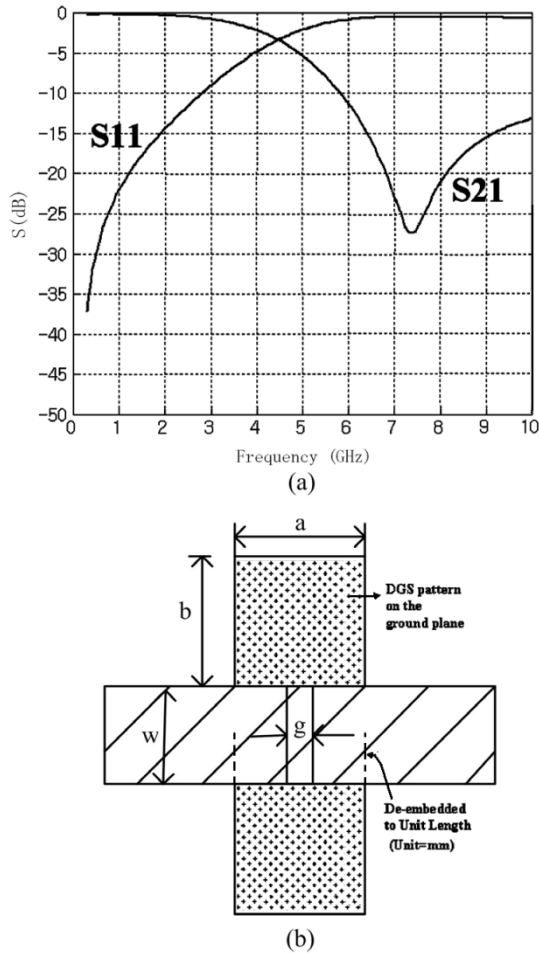 0
−5
−10
−15
−20
−25
−30
−35
−40
−45
−50
S(dB)
S11
S21
0 1 2 3 4 5 6 7 8 9 10
Frequency (GHz)
(a)
a
b
DGS pattern
on the
ground plane
w
g
De-embedded
to Unit Length
(Unit=mm)
(b)